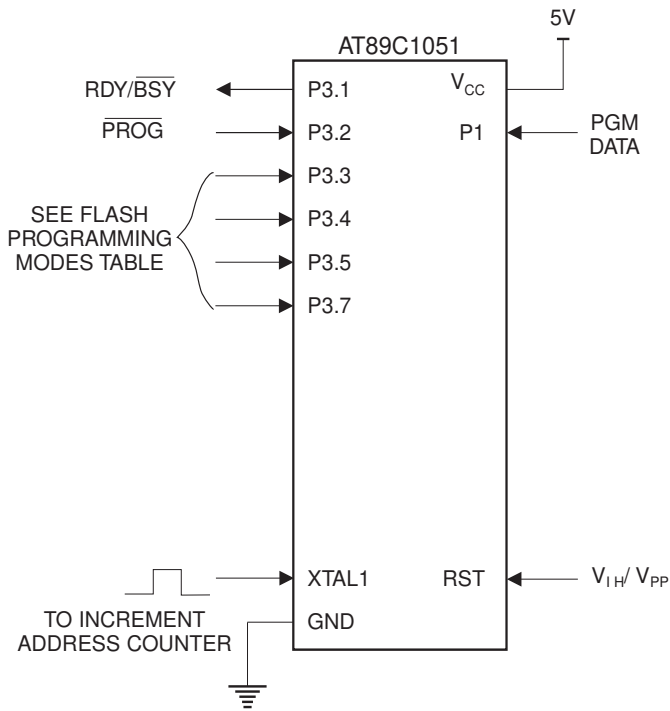 5V
AT89C1051
RDY/BSY
P3.1
VCC
PROG
P3.2
P1
PGM
DATA
P3.3
SEE FLASH
PROGRAMMING
MODES TABLE
P3.4
P3.5
P3.7
XTAL1
RST
VIH/ VPP
TO INCREMENT
ADDRESS COUNTER
GND